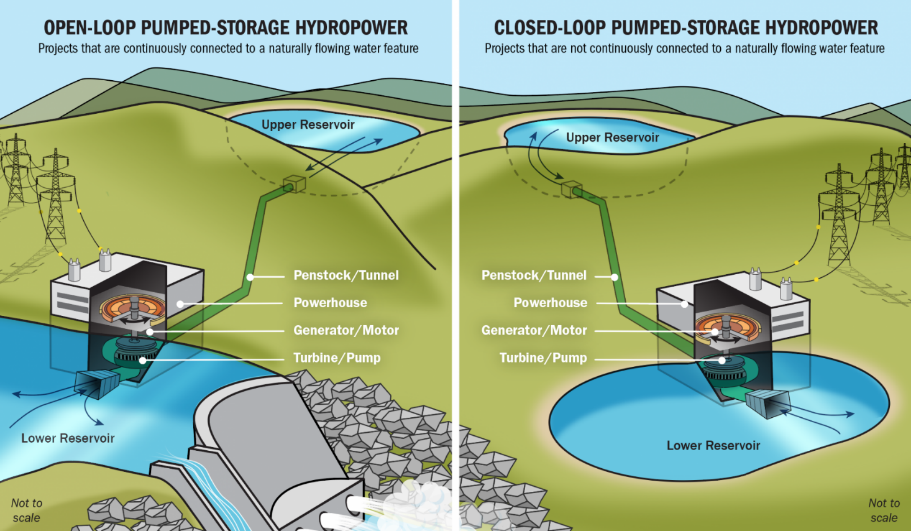 OPEN-LOOP PUMPED-STORAGE HYDROPOWER
Projects that are continuously connected to a naturally flowing water feature
Upper Reservoir
Penstock/Tunnel
Powerhouse
Generator/Motor
Turbine/Pump
Lower Reservoir
Not to
scale
CLOSED-LOOP PUMPED-STORAGE HYDROPOWER
Projects that are not continuously connected to a naturally flowing water feature
Upper Reservoir
Penstock/Tunnel
Powerhouse
Generator/Motor
Turbine/Pump
Lower Reservoir
Not to
scale